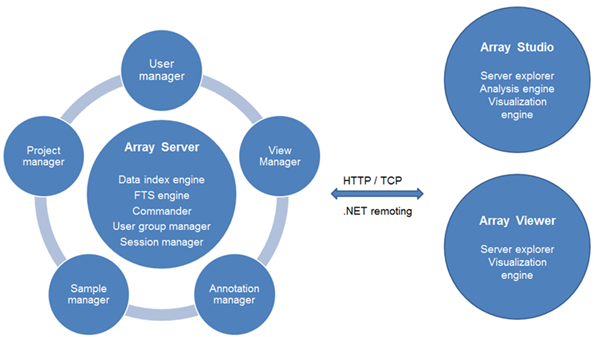 User
manager
Project
manager
View
Manager
Array Server
Data index engine
FTS engine
Commander
User group manager
Session manager
Sample
manager
Annotation
manager
HTTP / TCP
.NET remoting
Array Studio
Server explorer
Analysis engine
Visualization
engine
Array Viewer
Server explorer
Visualization
engine